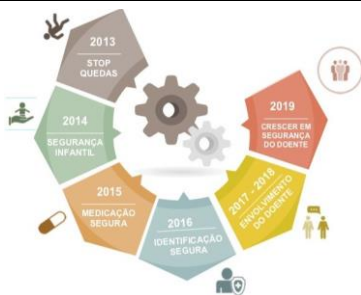 2013
STOP
QUEDAS
2014
SEGURANÇA
INFANTIL
2015
MEDICAÇÃO
SEGURA
2016
IDENTIFICAÇÃO
SEGURA
2017 - 2018
ENVOLVIMENTO
DO DOENTE
2019
CRESCER EM
SEGURANÇA
DO DOENTE